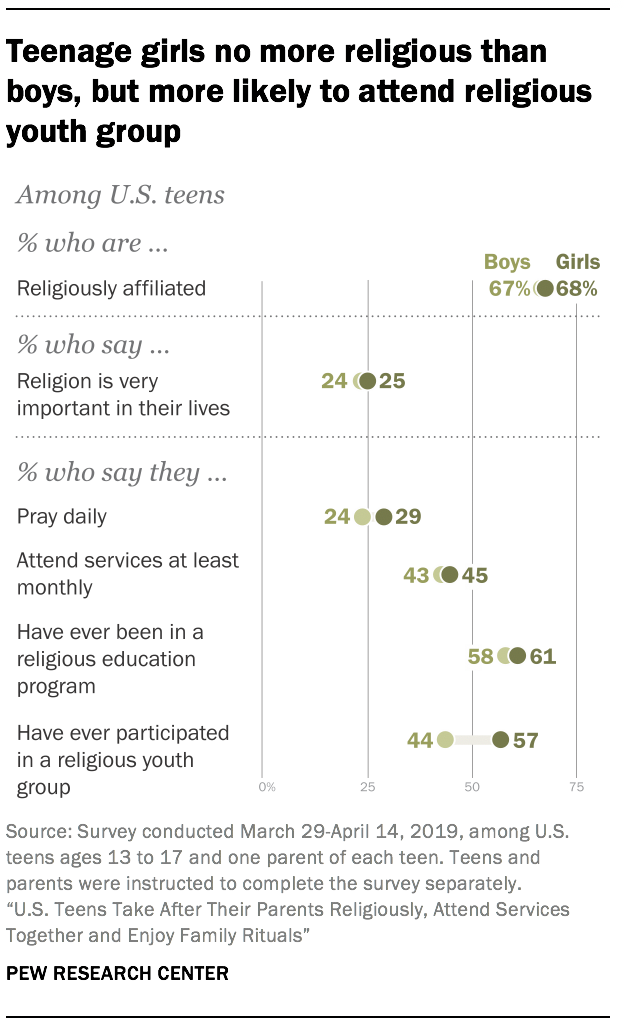 Teenage girls no more religious than
boys, but more likely to attend religious
youth group
Among U.S. teens
% who are ...
Boys Girls
Religiously affiliated 67% 68%
% who say ...
Religion is very
important in their lives
24 25
% who say they ...
Pray daily 24 29
Attend services at least
monthly
43 45
Have ever been in a
religious education
program
58 61
Have ever participated
in a religious youth
group
44 57
0% 25 50 75
Source: Survey conducted March 29-April 14, 2019, among U.S.
teens ages 13 to 17 and one parent of each teen. Teens and
parents were instructed to complete the survey separately.
“U.S. Teens Take After Their Parents Religiously, Attend Services
Together and Enjoy Family Rituals”
PEW RESEARCH CENTER